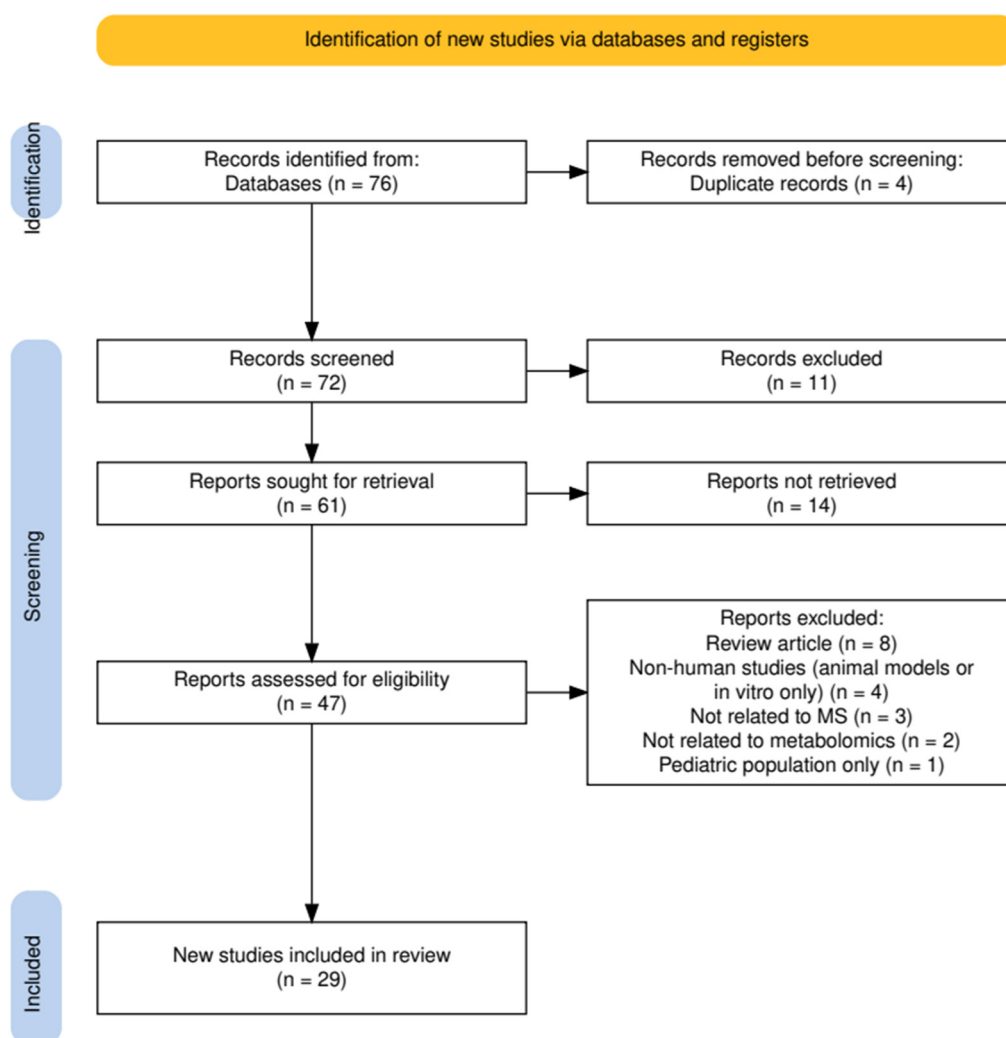 Identification of new studies via databases and registers
Identification
Records identified from:
Databases (n = 76)
Records removed before screening:
Duplicate records (n = 4)
Screening
Records screened
(n = 72)
Records excluded
(n = 11)
Reports sought for retrieval
(n = 61)
Reports not retrieved
(n = 14)
Reports assessed for eligibility
(n = 47)
Reports excluded:
Review article (n = 8)
Non-human studies (animal models or
in vitro only) (n = 4)
Not related to MS (n = 3)
Not related to metabolomics (n = 2)
Pediatric population only (n = 1)
Included
New studies included in review
(n = 29)